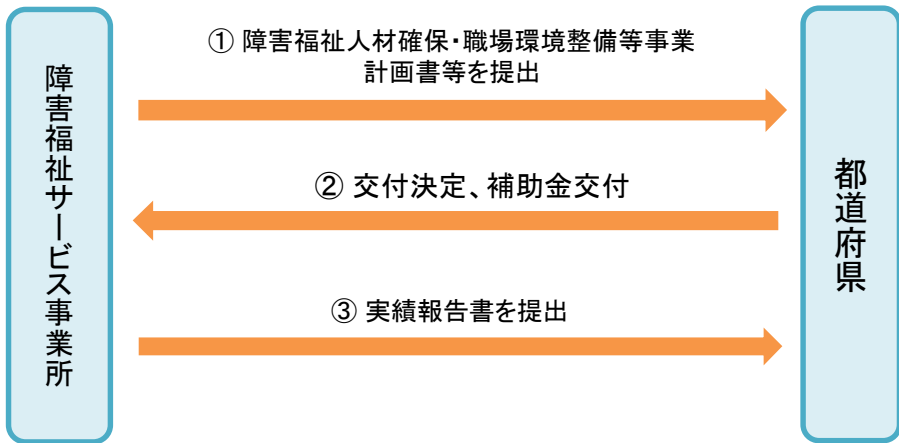 障害福祉サービス事業所
① 障害福祉人材確保・職場環境整備等事業
計画書等を提出
② 交付決定、補助金交付
③ 実績報告書を提出
都道府県